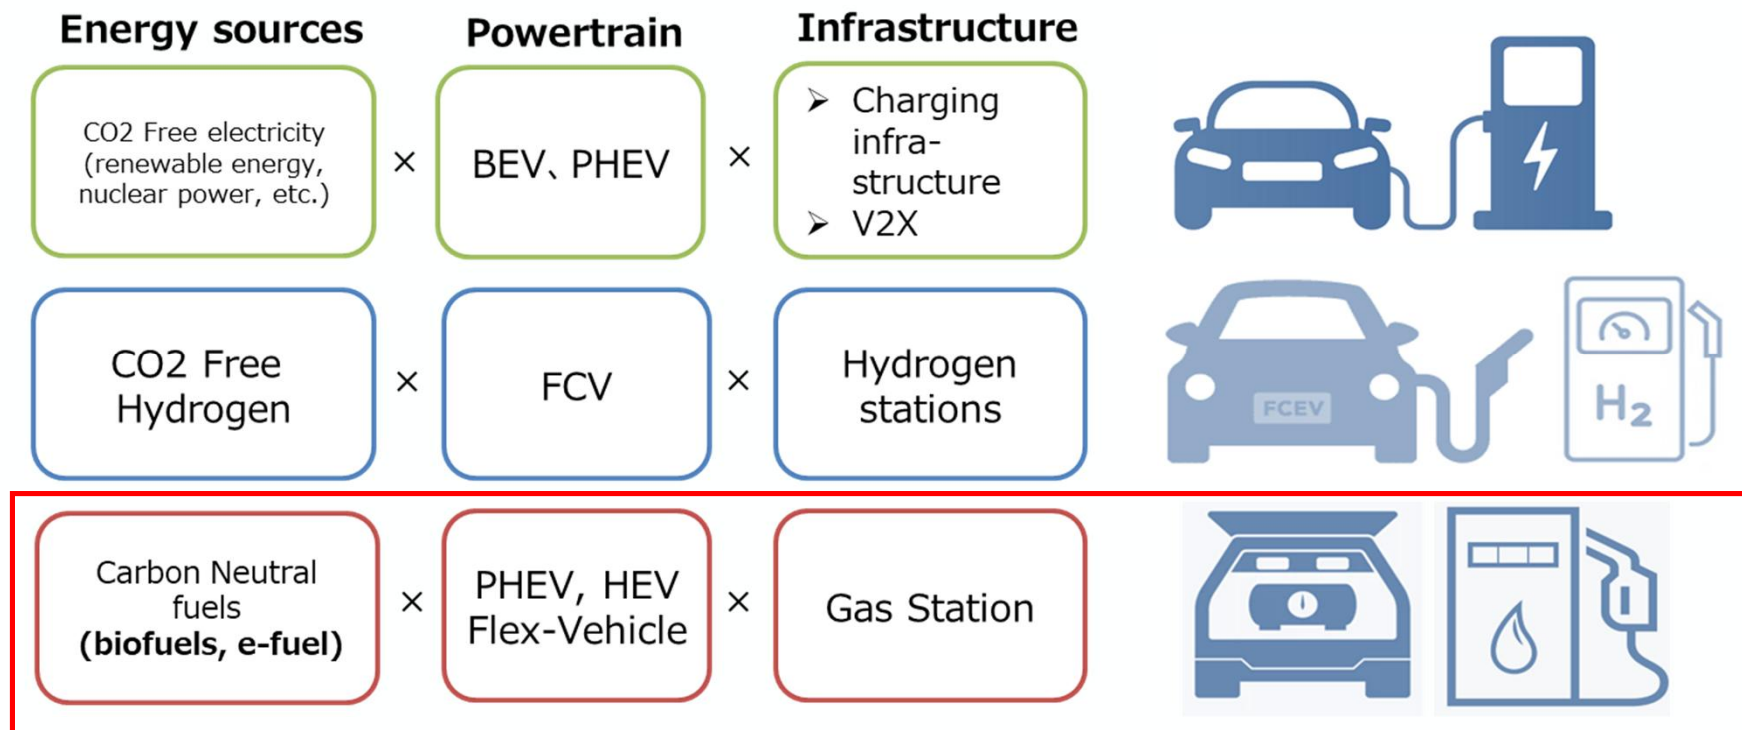 Energy sources
Powertrain
Infrastructure
CO2 Free electricity
(renewable energy,
nuclear power, etc.)
×
BEV、PHEV
×
➢ Charging
infra-
structure
➢ V2X
CO2 Free
Hydrogen
×
FCV
×
Hydrogen
stations
FCEV
H2
Carbon Neutral
fuels
(biofuels, e-fuel)
×
PHEV, HEV
Flex-Vehicle
×
Gas Station